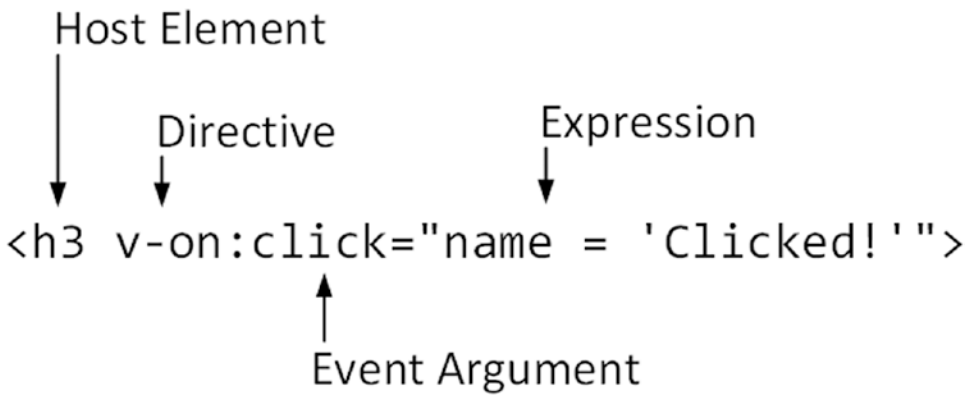 Host Element
Directive
Expression
<h3 v-on:click="name = 'Clicked!'">
Event Argument